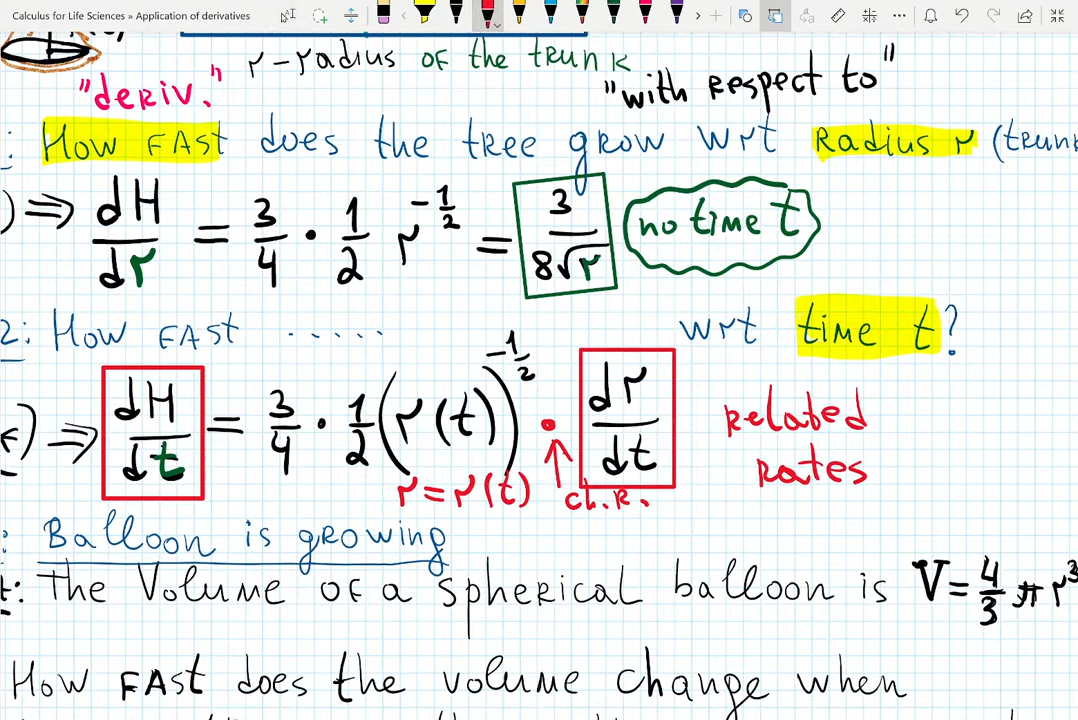 Calculus for Life Sciences » Application of derivatives
r - radius of the trunk
"deriv."
"with respect to"
How FAst does the tree grow wrt Radius r (trunk
) ⇒ dH/dr = 3/4 · 1/2 r^(-1/2) = 3/(8√r) no time t
2: How FAst ..... wrt time t?
) ⇒ dH/dt = 3/4 · 1/2 (r(t))^(-1/2) · dr/dt Related Rates
r = r(t) ch.R.
: Balloon is growing
t: The Volume of a spherical balloon is V = 4/3 π r³
How FAst does the volume change when